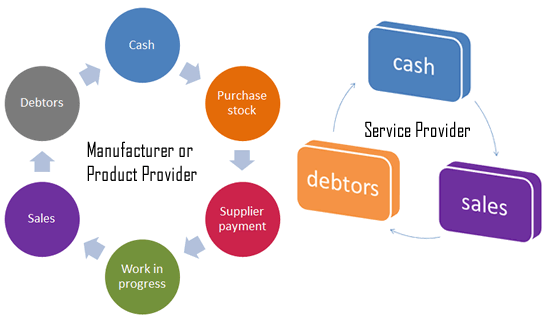 Cash
Purchase
stock
Supplier
payment
Work in
progress
Sales
Debtors
Manufacturer or
Product Provider
cash
sales
debtors
Service Provider